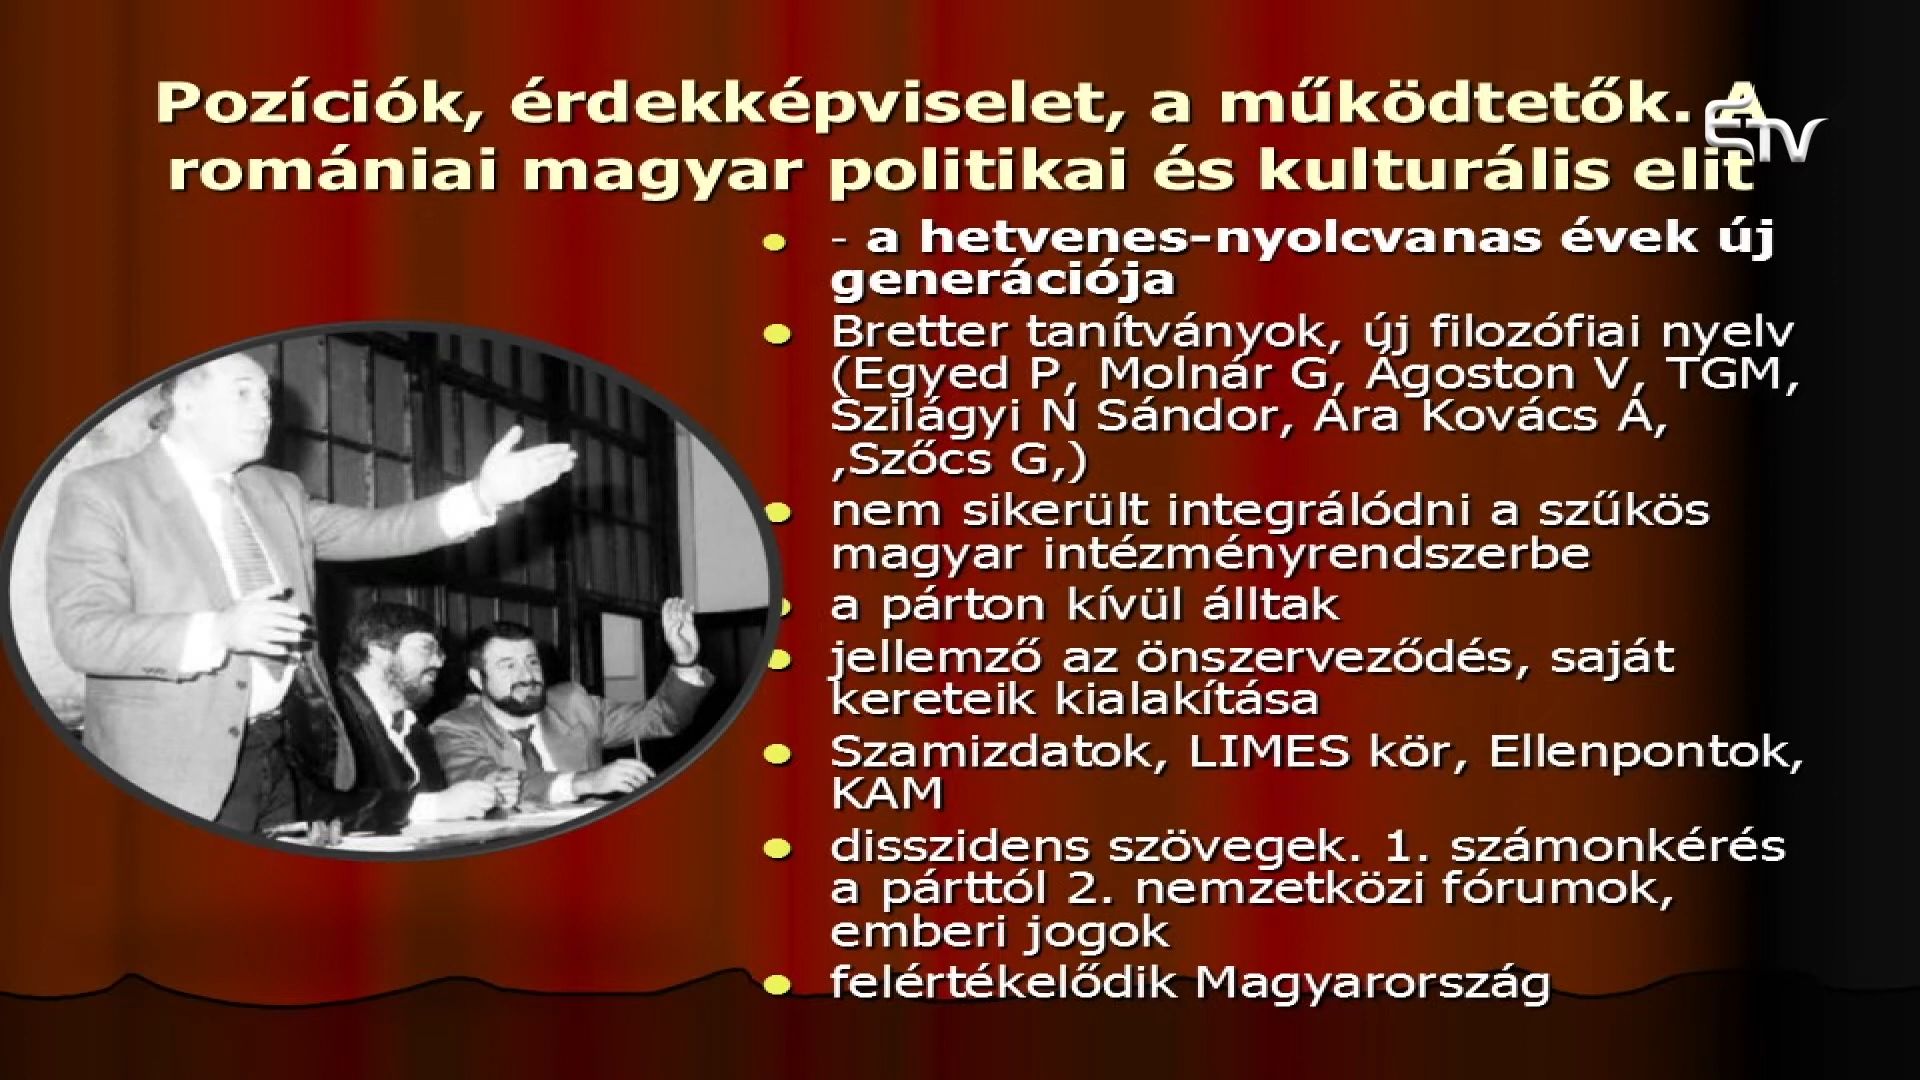 Pozíciók, érdekképviselet, a működtetők. A
romániai magyar politikai és kulturális elit
ETV
- a hetvenes-nyolcvanas évek új
generációja
Bretter tanítványok, új filozófiai nyelv
(Egyed P, Molnár G, Ágoston V, TGM,
Szilágyi N Sándor, Ara Kovács A,
,Szőcs G,)
nem sikerült integrálódni a szűkös
magyar intézményrendszerbe
a párton kívül álltak
jellemző az önszerveződés, saját
kereteik kialakítása
Szamizdatok, LIMES kör, Ellenpontok,
KAM
disszidens szövegek. 1. számonkérés
a párttól 2. nemzetközi fórumok,
emberi jogok
felértékelődik Magyarország